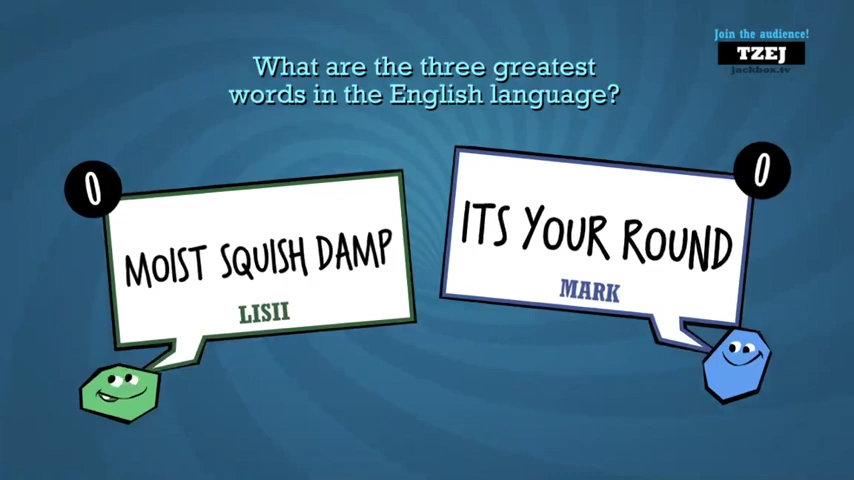 Join the audience!
TZEJ
jackbox.tv
What are the three greatest
words in the English language?
0
MOIST SQUISH DAMP
LISII
0
ITS YOUR ROUND
MARK